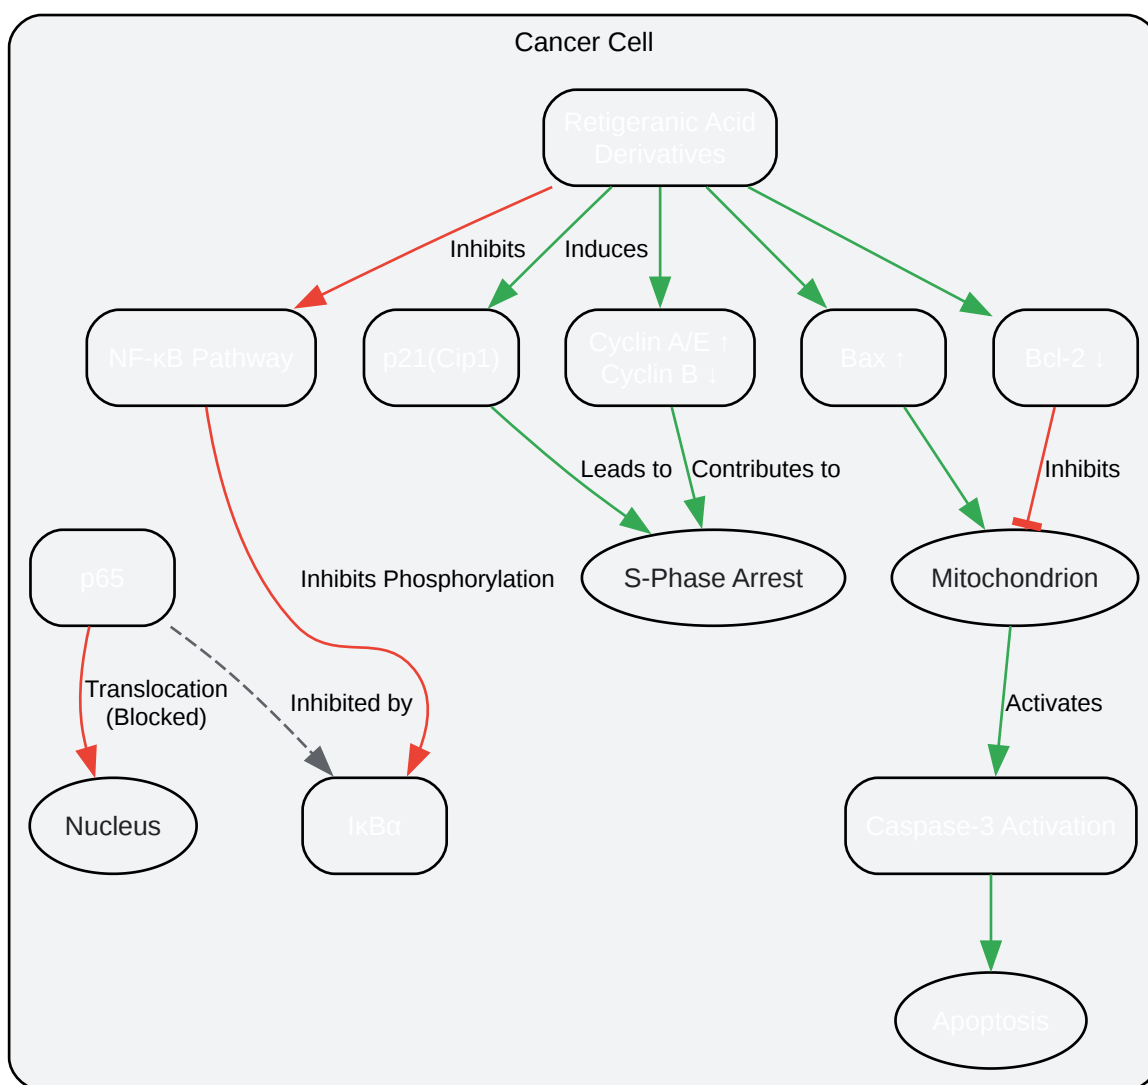 Cancer Cell
Retigeranic Acid
Derivatives
Inhibits
Induces
NF-κB Pathway
p21(Cip1)
Cyclin A/E ↑
Cyclin B ↓
Bax ↑
Bcl-2 ↓
Leads to
Contributes to
Inhibits
p65
Inhibits Phosphorylation
S-Phase Arrest
Mitochondrion
Translocation
(Blocked)
Inhibited by
Activates
Nucleus
IκBα
Caspase-3 Activation
Apoptosis